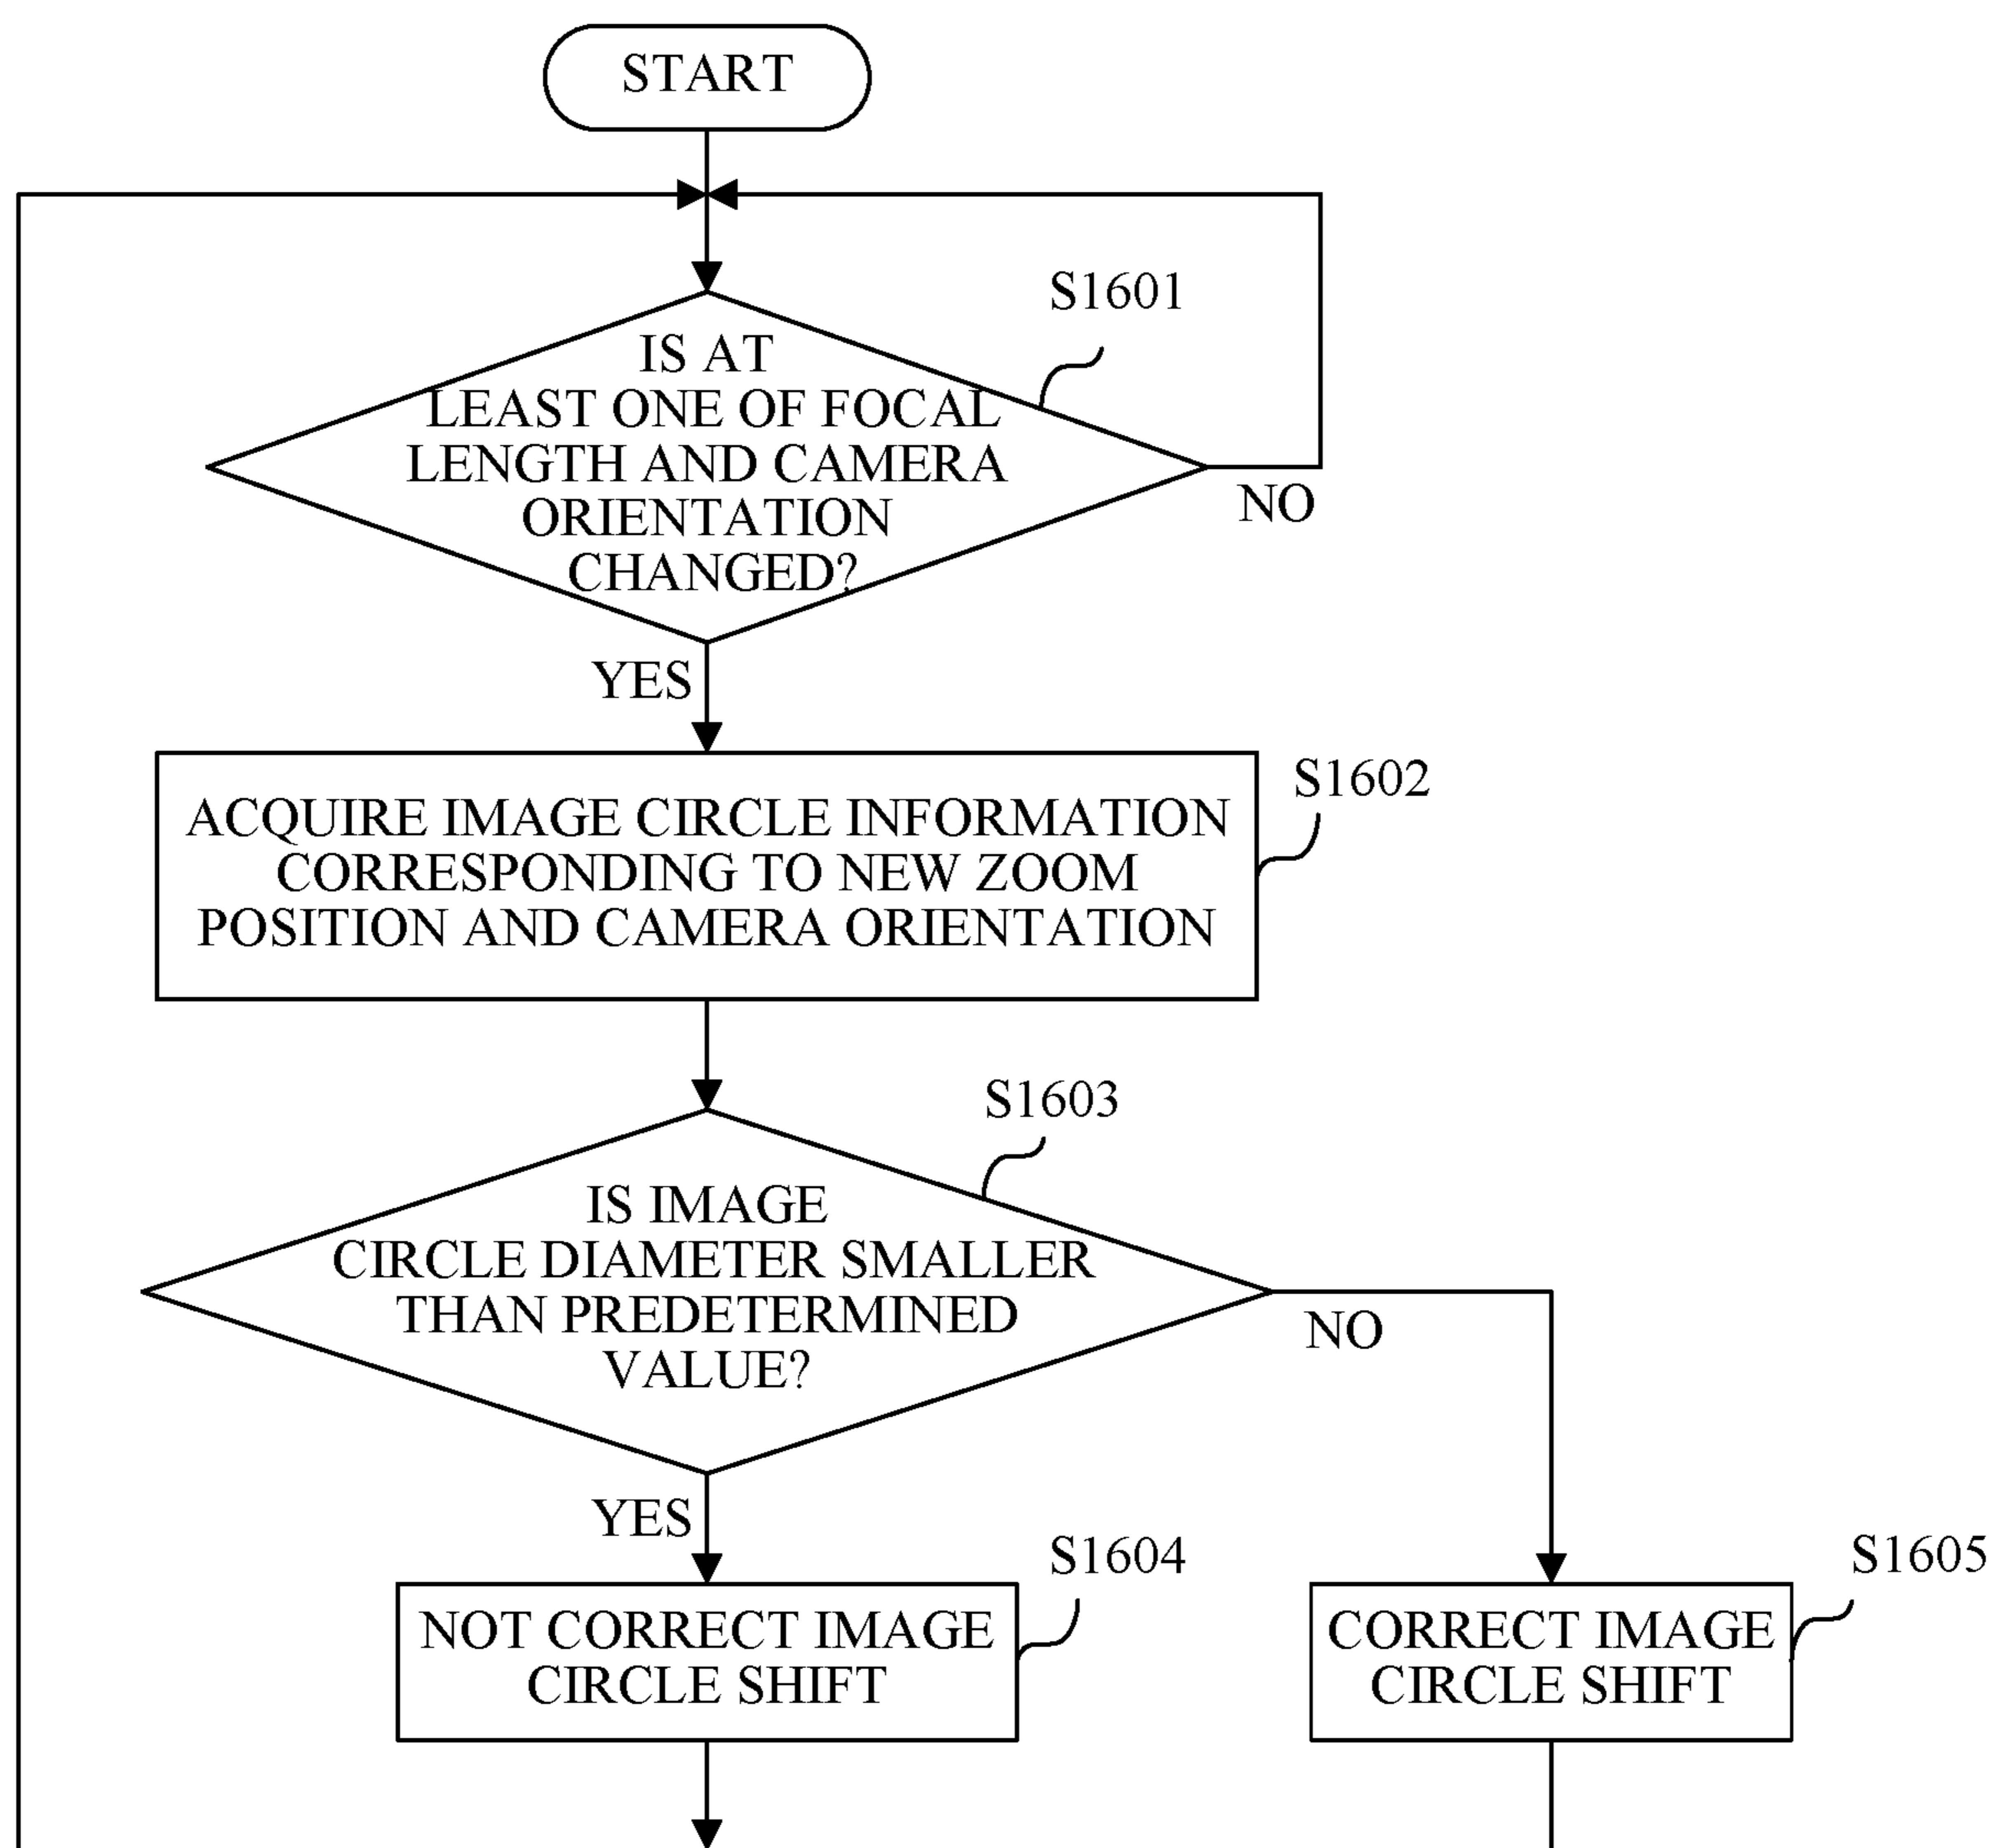 START
S1601
IS AT
LEAST ONE OF FOCAL
LENGTH AND CAMERA
ORIENTATION
CHANGED?
NO
YES
S1602
ACQUIRE IMAGE CIRCLE INFORMATION
CORRESPONDING TO NEW ZOOM
POSITION AND CAMERA ORIENTATION
S1603
IS IMAGE
CIRCLE DIAMETER SMALLER
THAN PREDETERMINED
VALUE?
NO
YES
S1604
NOT CORRECT IMAGE
CIRCLE SHIFT
S1605
CORRECT IMAGE
CIRCLE SHIFT